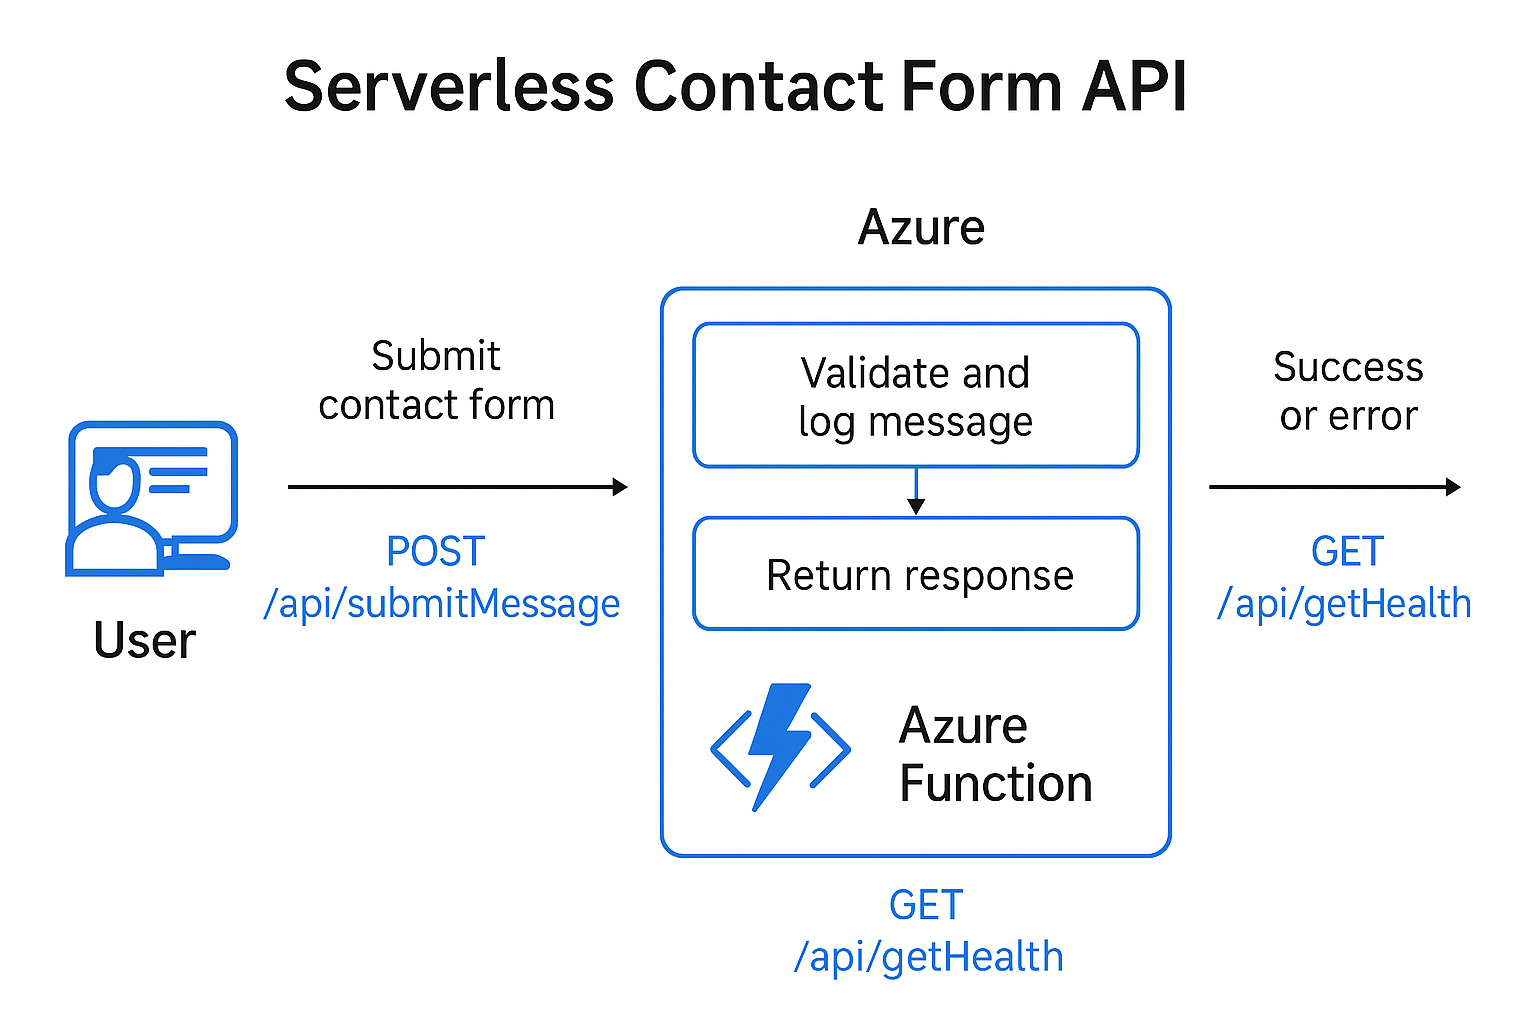 Serverless Contact Form API
Azure
Submit
contact form
POST
/api/submitMessage
User
Validate and
log message
Return response
Azure
Function
Success
or error
GET
/api/getHealth
GET
/api/getHealth